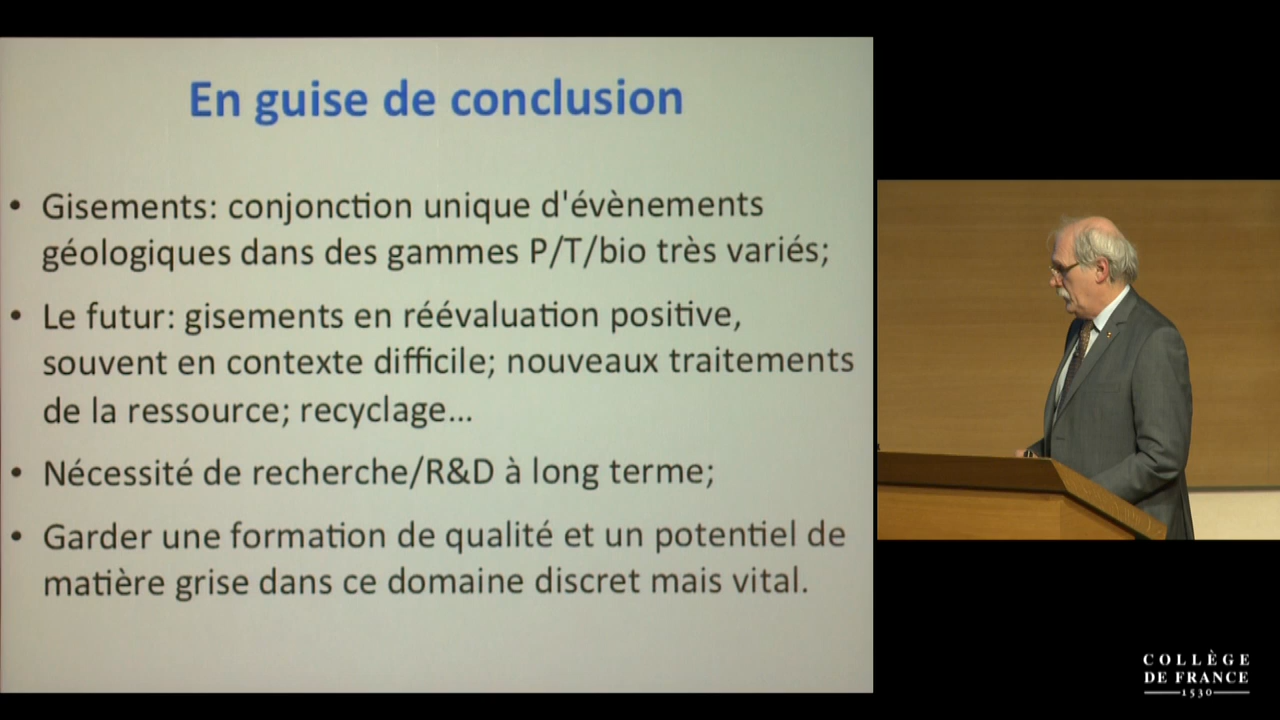 En guise de conclusion
• Gisements: conjonction unique d'évènements
géologiques dans des gammes P/T/bio très variés;
• Le futur: gisements en réévaluation positive,
souvent en contexte difficile; nouveaux traitements
de la ressource; recyclage...
• Nécessité de recherche/R&D à long terme;
• Garder une formation de qualité et un potentiel de
matière grise dans ce domaine discret mais vital.
COLLÈGE
DE FRANCE
1530